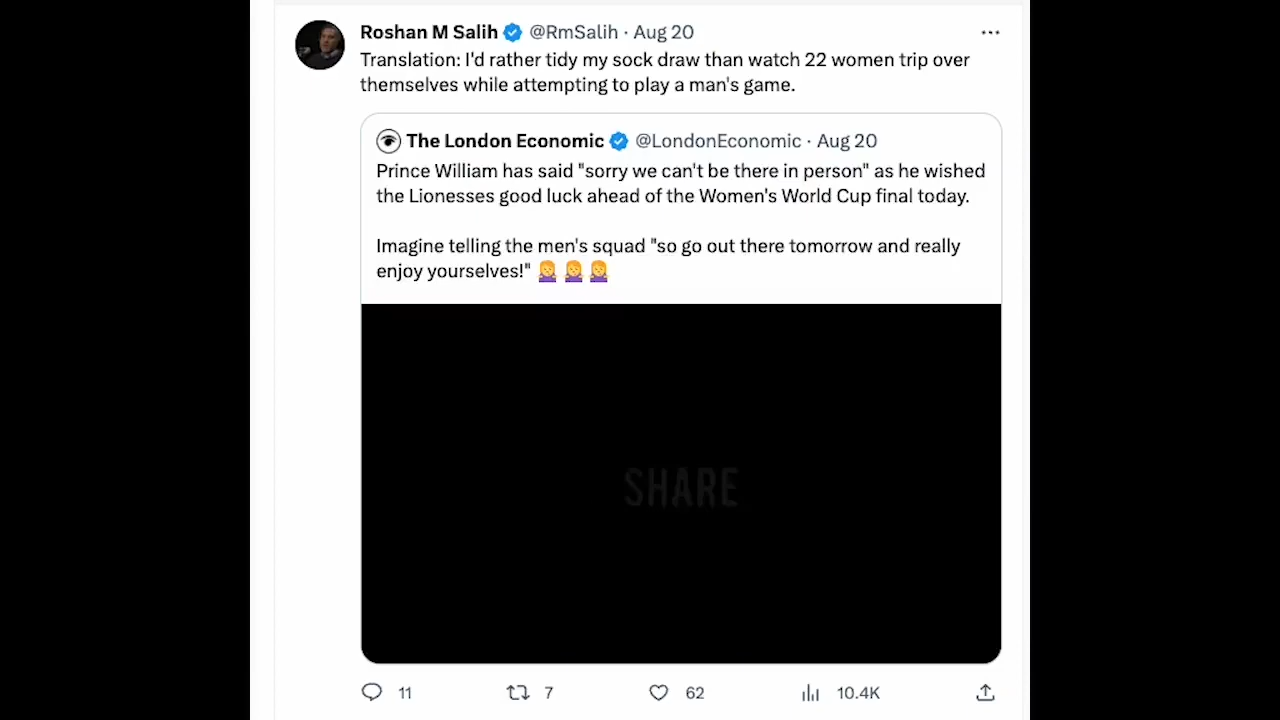 Roshan M Salih @RmSalih · Aug 20
Translation: I'd rather tidy my sock draw than watch 22 women trip over
themselves while attempting to play a man's game.
The London Economic @LondonEconomic · Aug 20
Prince William has said "sorry we can't be there in person" as he wished
the Lionesses good luck ahead of the Women's World Cup final today.
Imagine telling the men's squad "so go out there tomorrow and really
enjoy yourselves!" 🤦‍♀️ 🤦‍♀️ 🤦‍♀️
SHARE
11 7 62 10.4K